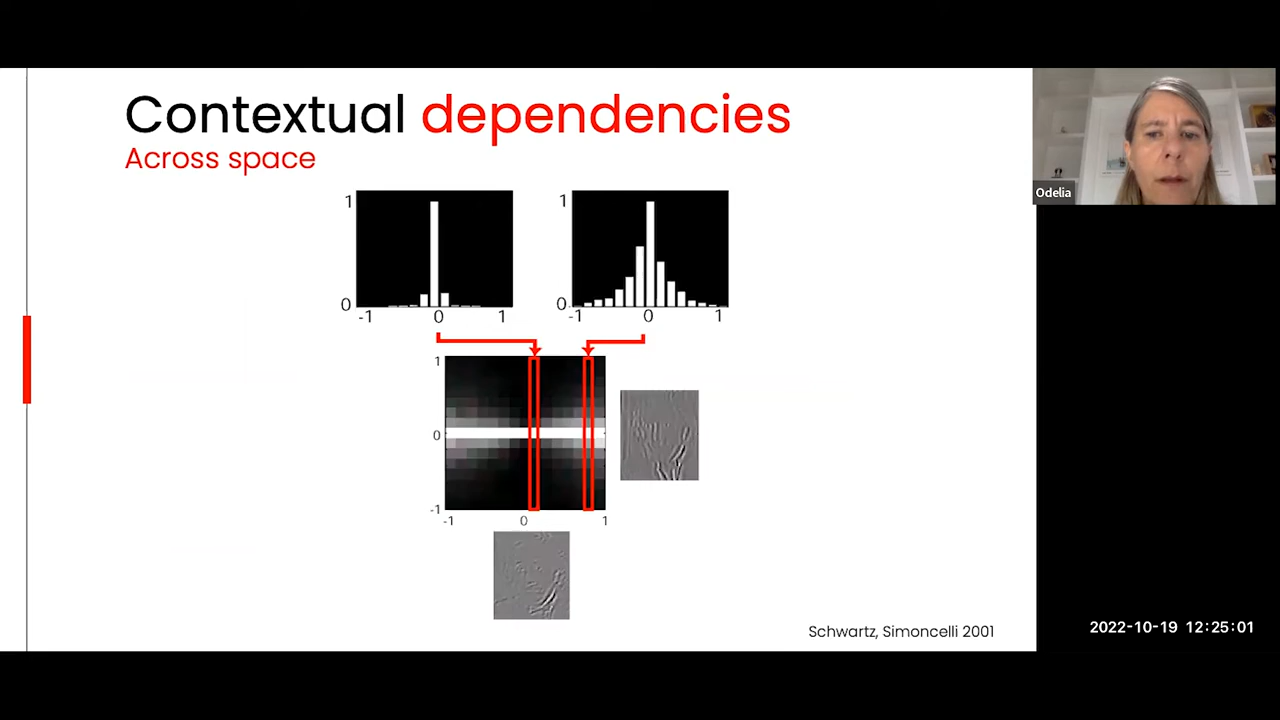 Contextual dependencies
Across space
1
0
-1 0 1
1
0
-1 0 1
1
0
-1
-1 0 1
Schwartz, Simoncelli 2001
Odelia
2022-10-19 12:25:01